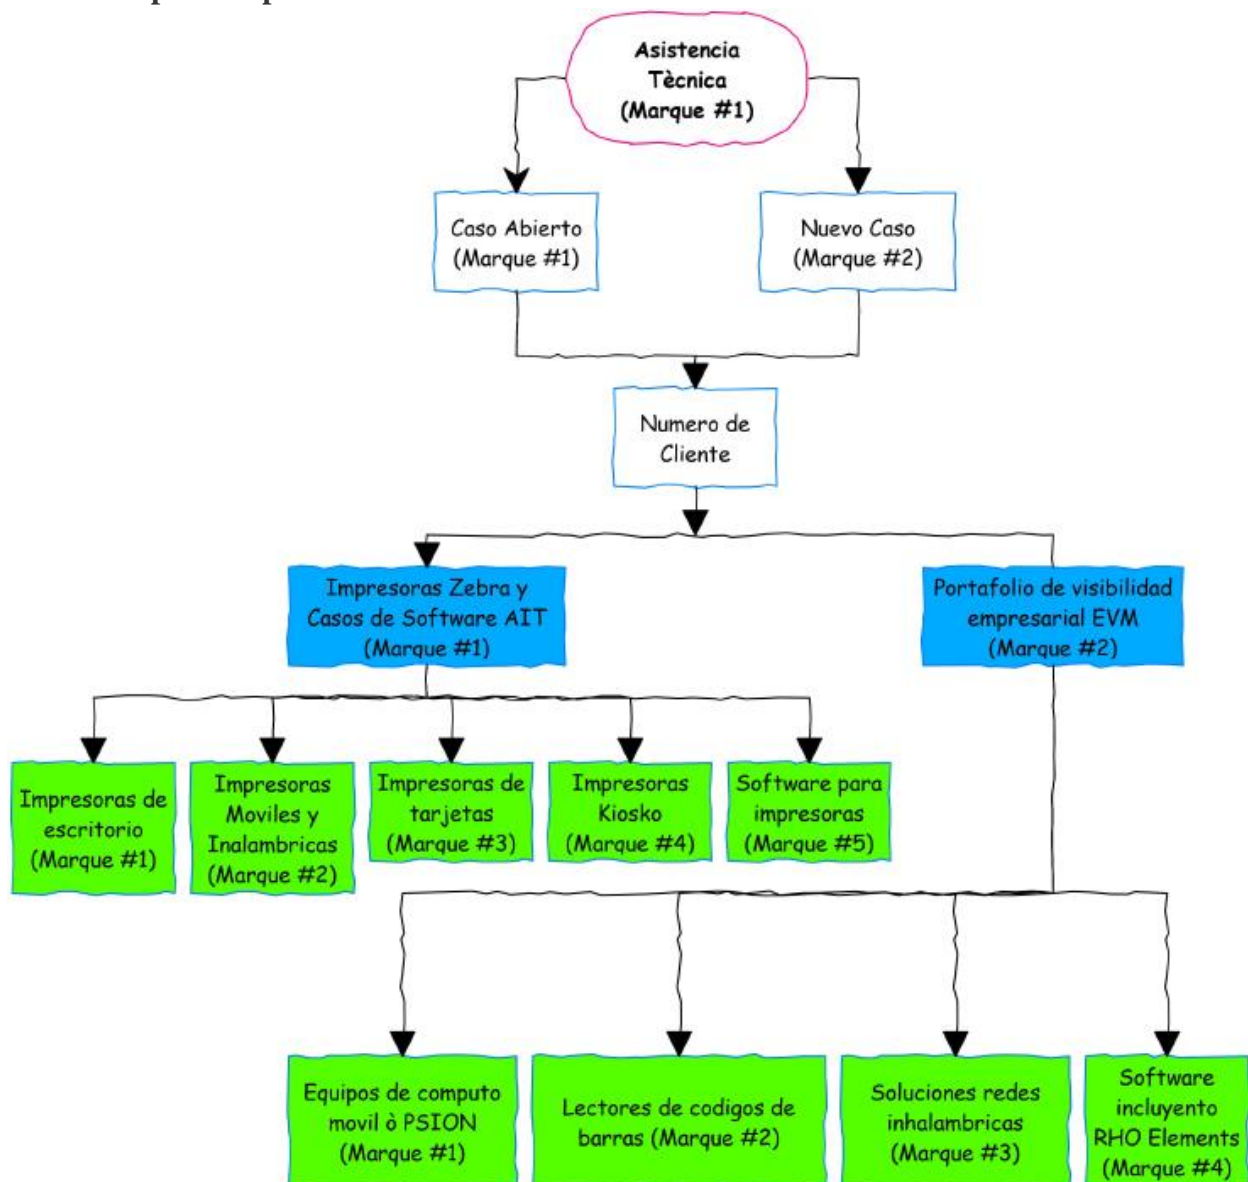 Asistencia
Tècnica
(Marque #1)
Caso Abierto
(Marque #1)
Nuevo Caso
(Marque #2)
Numero de
Cliente
Impresoras Zebra y
Casos de Software AIT
(Marque #1)
Portafolio de visibilidad
empresarial EVM
(Marque #2)
Impresoras de
escritorio
(Marque #1)
Impresoras
Moviles y
Inalambricas
(Marque #2)
Impresoras de
tarjetas
(Marque #3)
Impresoras
Kiosko
(Marque #4)
Software para
impresoras
(Marque #5)
Equipos de computo
movil ò PSION
(Marque #1)
Lectores de codigos de
barras (Marque #2)
Soluciones redes
inhalambricas
(Marque #3)
Software
incluyento
RHO Elements
(Marque #4)